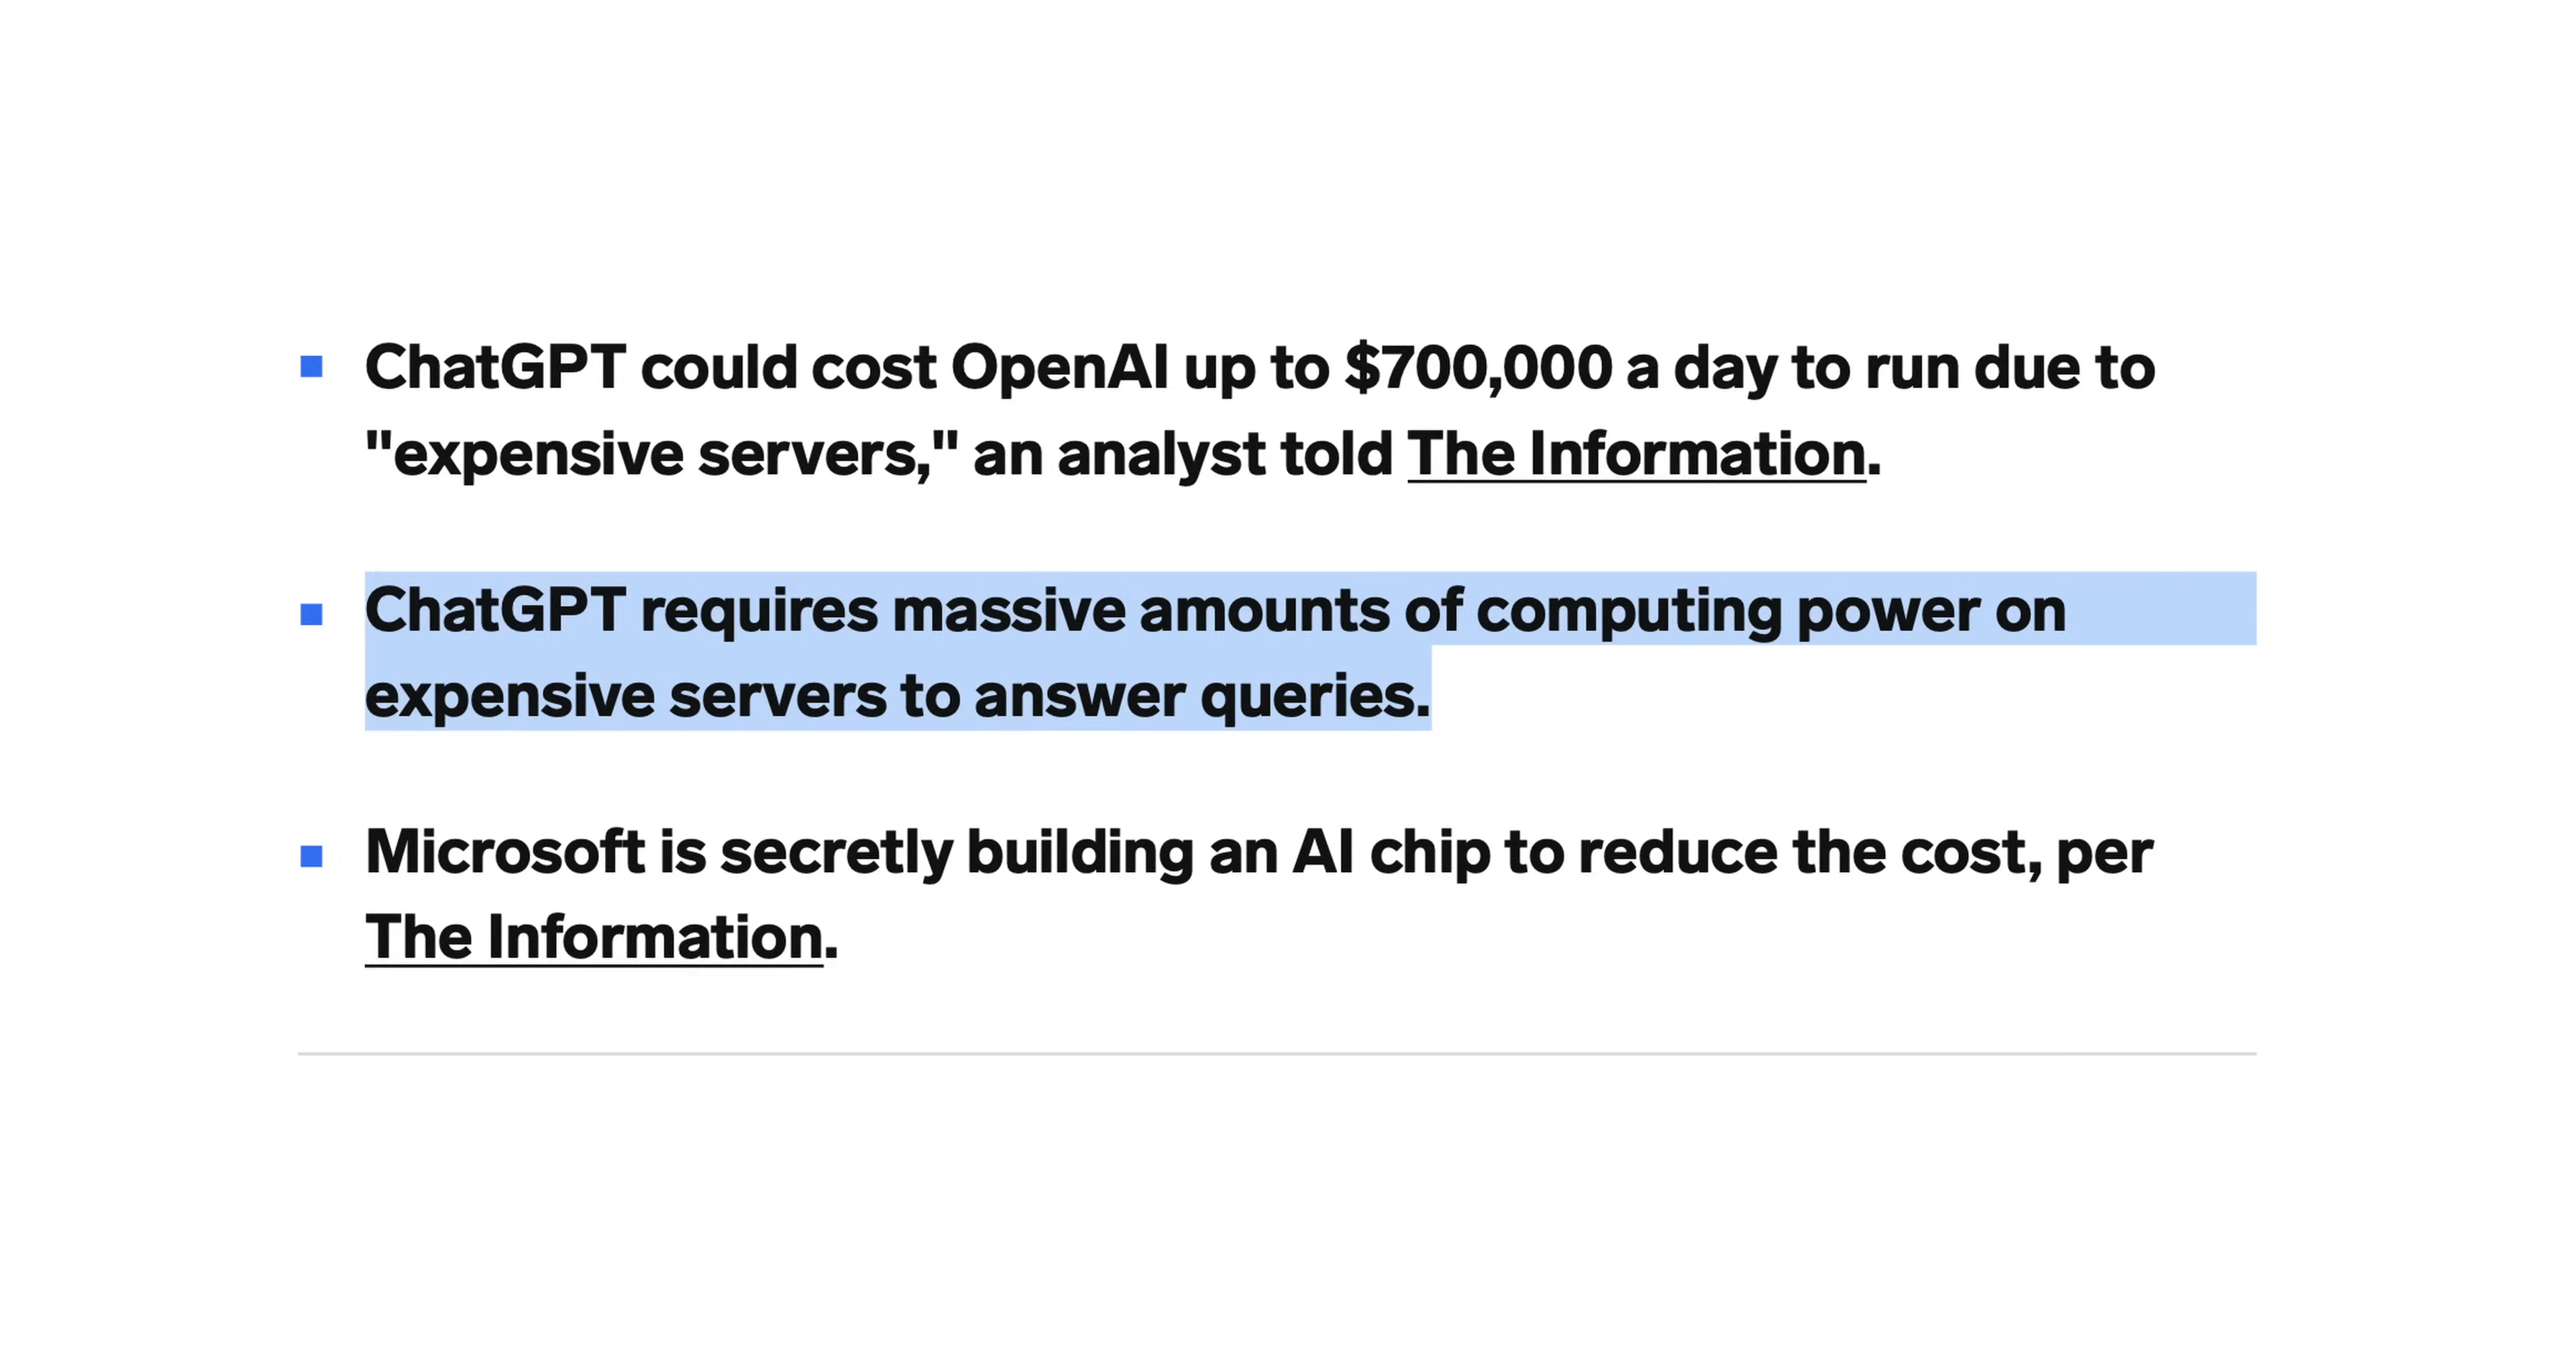 ChatGPT could cost OpenAI up to $700,000 a day to run due to
"expensive servers," an analyst told The Information.
ChatGPT requires massive amounts of computing power on
expensive servers to answer queries.
Microsoft is secretly building an AI chip to reduce the cost, per
The Information.